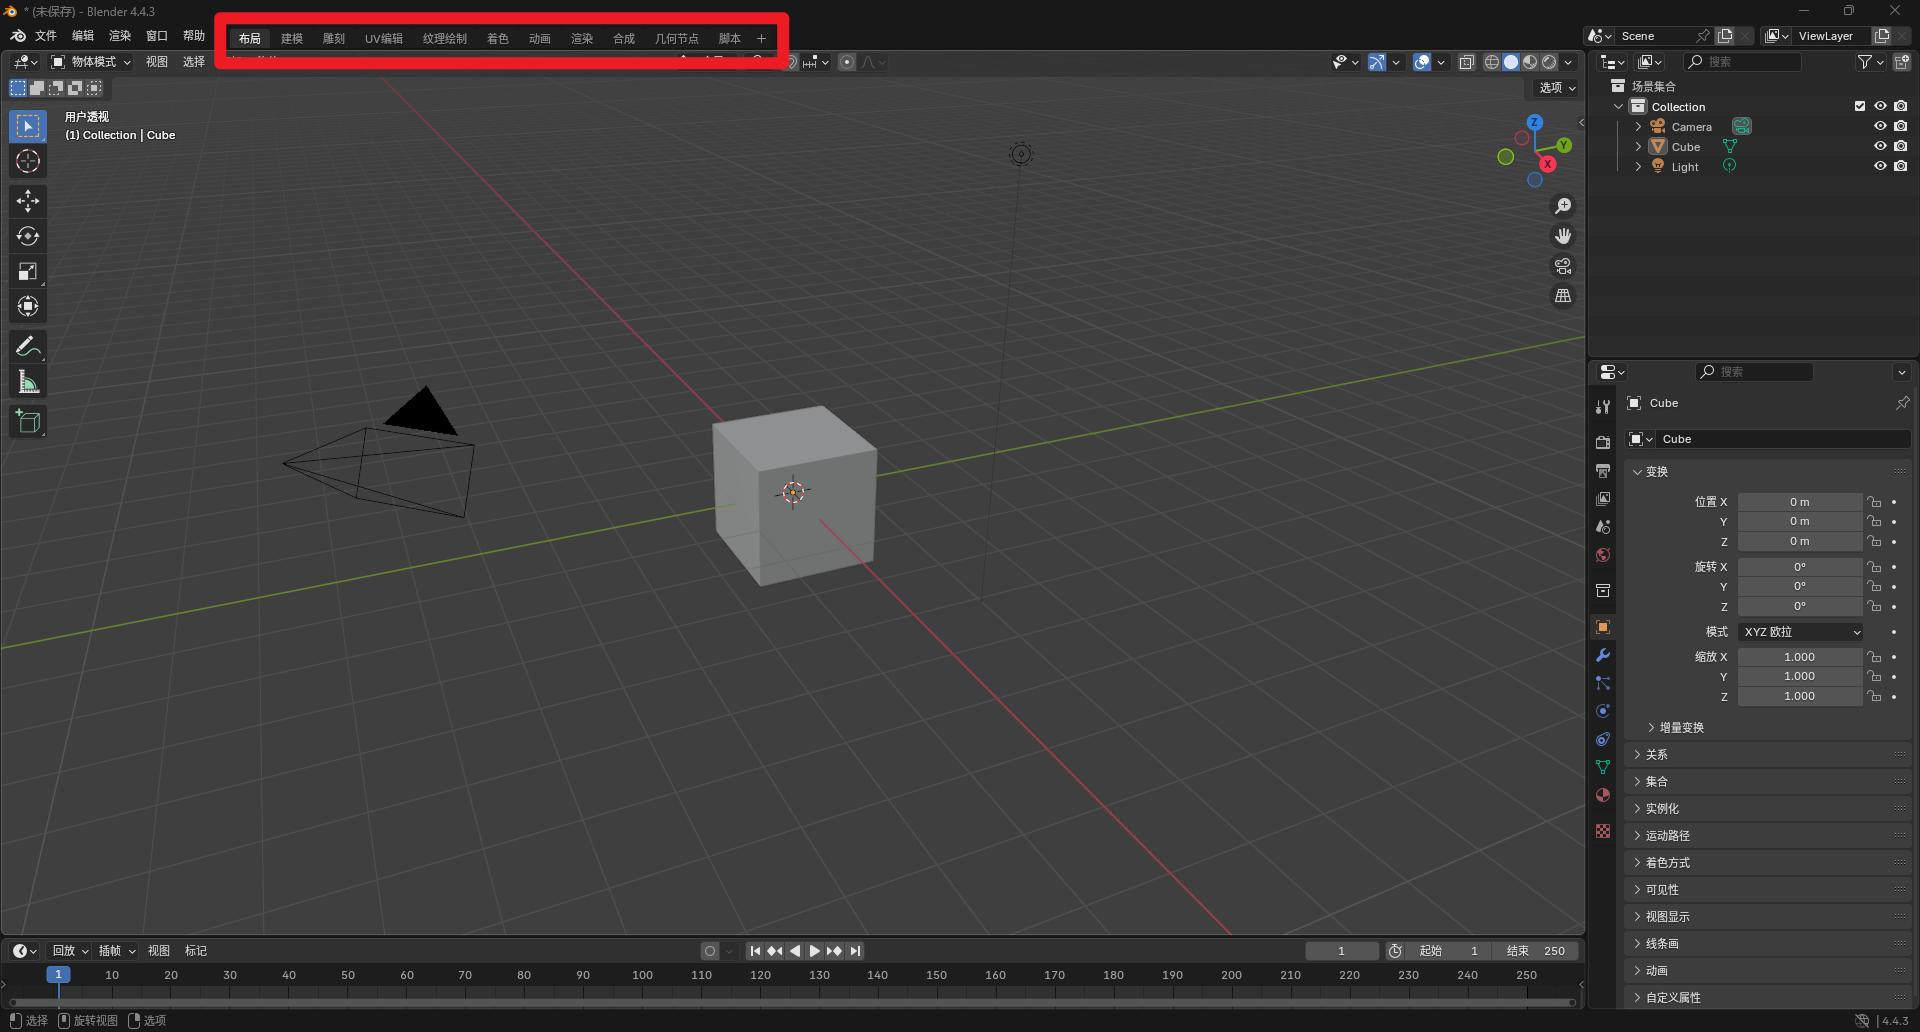 * (未保存) - Blender 4.4.3
文件 编辑 渲染 窗口 帮助 布局 建模 雕刻 UV编辑 纹理绘制 着色 动画 渲染 合成 几何节点 脚本 + Scene ViewLayer
物体模式 视图 选择
搜索
选项
用户透视
(1) Collection | Cube
Z
Y
X
场景集合
Collection
Camera
Cube
Light
搜索
Cube
Cube
变换
位置 X 0 m
Y 0 m
Z 0 m
旋转 X 0°
Y 0°
Z 0°
模式 XYZ 欧拉
缩放 X 1.000
Y 1.000
Z 1.000
增量变换
关系
集合
实例化
运动路径
着色方式
可见性
视图显示
线条画
动画
自定义属性
回放 插帧 视图 标记 1 起始 1 结束 250
1 10 20 30 40 50 60 70 80 90 100 110 120 130 140 150 160 170 180 190 200 210 220 230 240 250
选择 旋转视图 选项 4.4.3